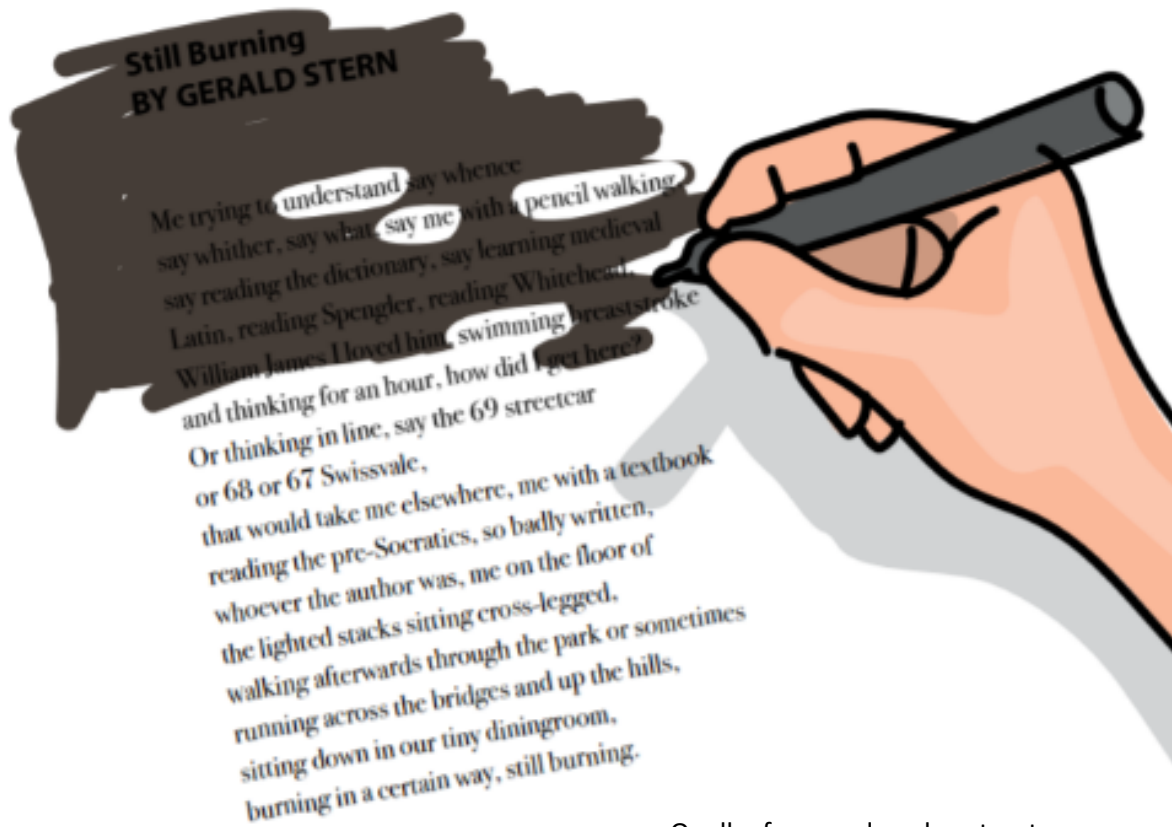 Still Burning
BY GERALD STERN
Me trying to understand say whence
say whither, say what, say me with a pencil walking,
say reading the dictionary, say learning medieval
Latin, reading Spengler, reading Whitehead,
William James I loved him, swimming breaststroke
and thinking for an hour, how did I get here?
Or thinking in line, say the 69 streetcar
or 68 or 67 Swissvale,
that would take me elsewhere, me with a textbook
reading the pre-Socratics, so badly written,
whoever the author was, me on the floor of
the lighted stacks sitting cross-legged,
walking afterwards through the park or sometimes
running across the bridges and up the hills,
sitting down in our tiny diningroom,
burning in a certain way, still burning.